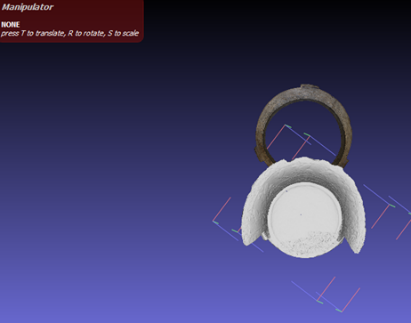 Manipulator
NONE
press T to translate, R to rotate, S to scale